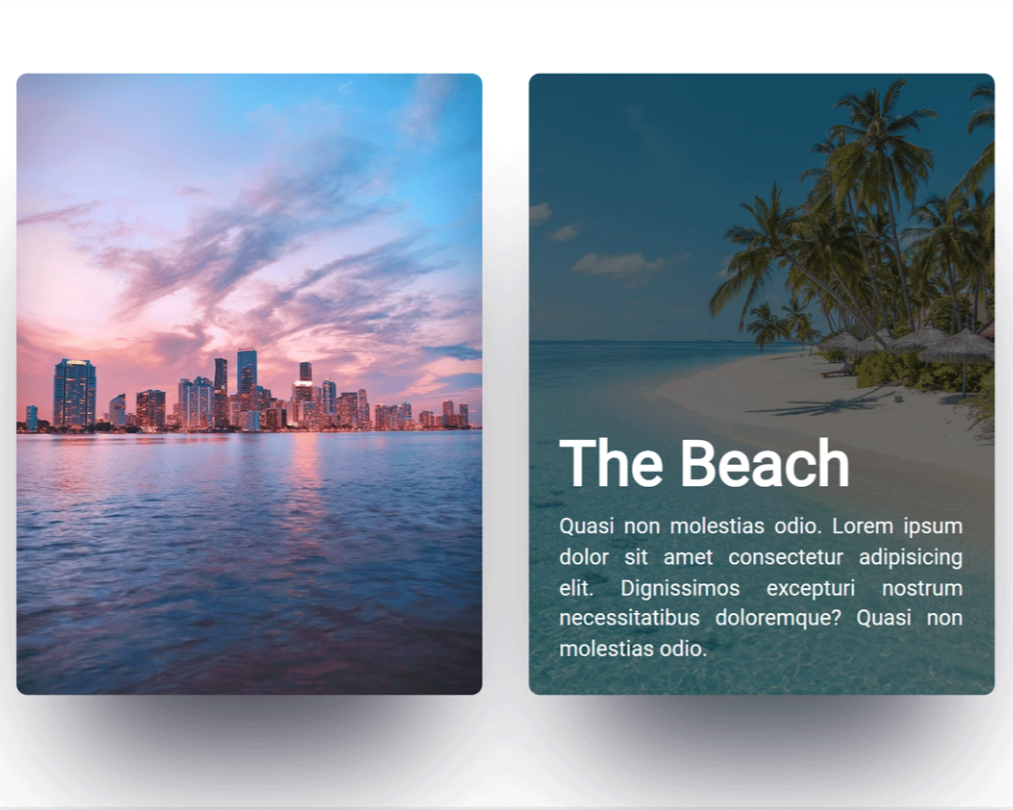 The Beach
Quasi non molestias odio. Lorem ipsum
dolor sit amet consectetur adipisicing
elit. Dignissimos excepturi nostrum
necessitatibus doloremque? Quasi non
molestias odio.